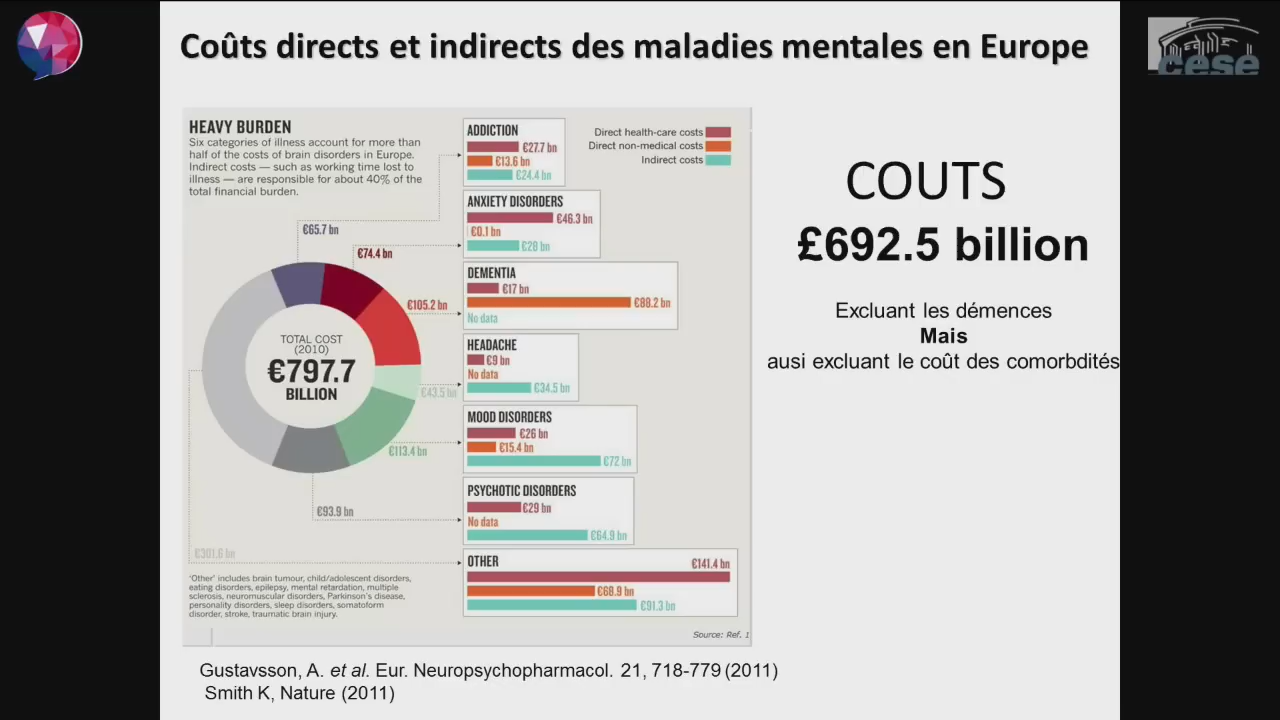 Coûts directs et indirects des maladies mentales en Europe
cese
HEAVY BURDEN
Six categories of illness account for more than
half of the costs of brain disorders in Europe.
Indirect costs — such as working time lost to
illness — are responsible for about 40% of the
total financial burden.
Direct health-care costs
Direct non-medical costs
Indirect costs
€65.7 bn
€74.4 bn
€105.2 bn
€43.5 bn
€113.4 bn
€93.9 bn
€301.6 bn
TOTAL COST
(2010)
€797.7
BILLION
ADDICTION
€27.7 bn
€13.6 bn
€24.4 bn
ANXIETY DISORDERS
€46.3 bn
€0.1 bn
€28 bn
DEMENTIA
€17 bn
€88.2 bn
No data
HEADACHE
€9 bn
No data
€34.5 bn
MOOD DISORDERS
€26 bn
€15.4 bn
€72 bn
PSYCHOTIC DISORDERS
€29 bn
No data
€64.9 bn
OTHER
€141.4 bn
€68.9 bn
€91.3 bn
'Other' includes brain tumour, child/adolescent disorders,
eating disorders, epilepsy, mental retardation, multiple
sclerosis, neuromuscular disorders, Parkinson's disease,
personality disorders, sleep disorders, somatoform
disorder, stroke, traumatic brain injury.
Source: Ref. 1
COUTS
£692.5 billion
Excluant les démences
Mais
ausi excluant le coût des comorbdités
Gustavsson, A. et al. Eur. Neuropsychopharmacol. 21, 718-779 (2011)
Smith K, Nature (2011)